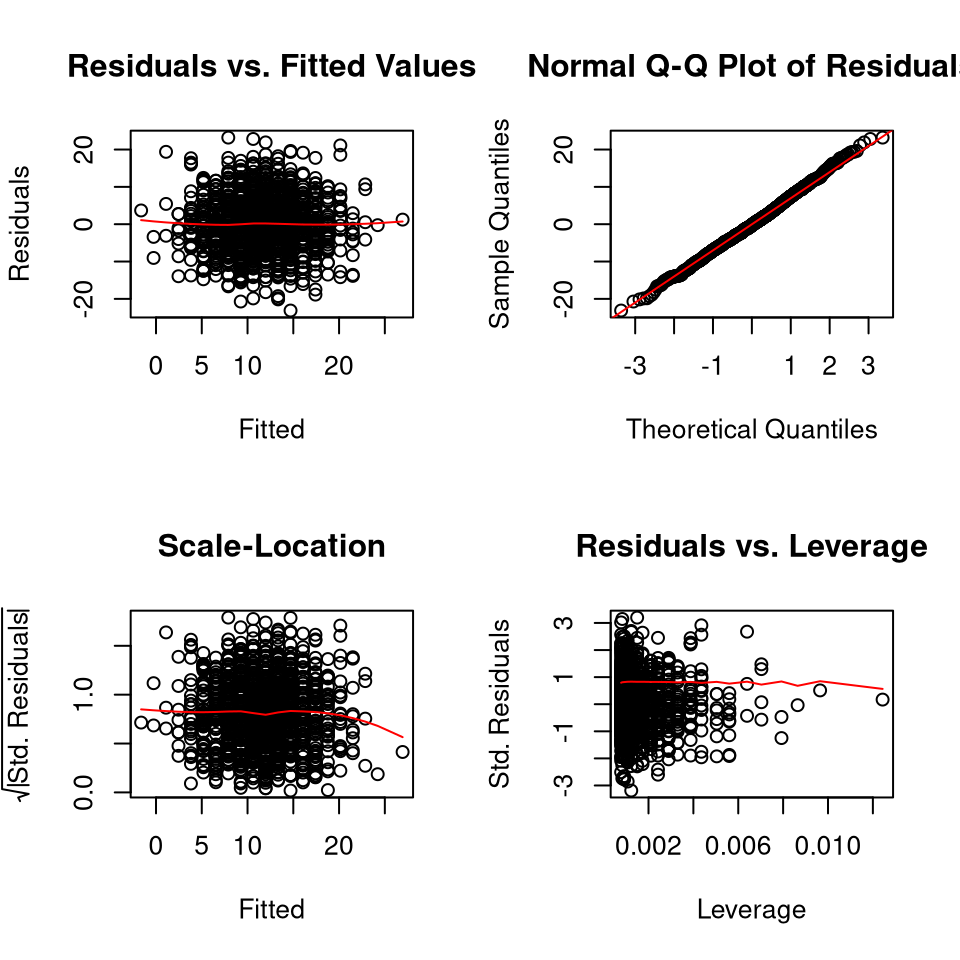 Residuals vs. Fitted Values
Residuals
20
0
-20
0 5 10 20
Fitted
Normal Q-Q Plot of Residuals
Sample Quantiles
20
0
-20
-3 -1 1 2 3
Theoretical Quantiles
Scale-Location
√|Std. Residuals|
1.0
0.0
0 5 10 20
Fitted
Residuals vs. Leverage
Std. Residuals
3
1
-1
-3
0.002 0.006 0.010
Leverage